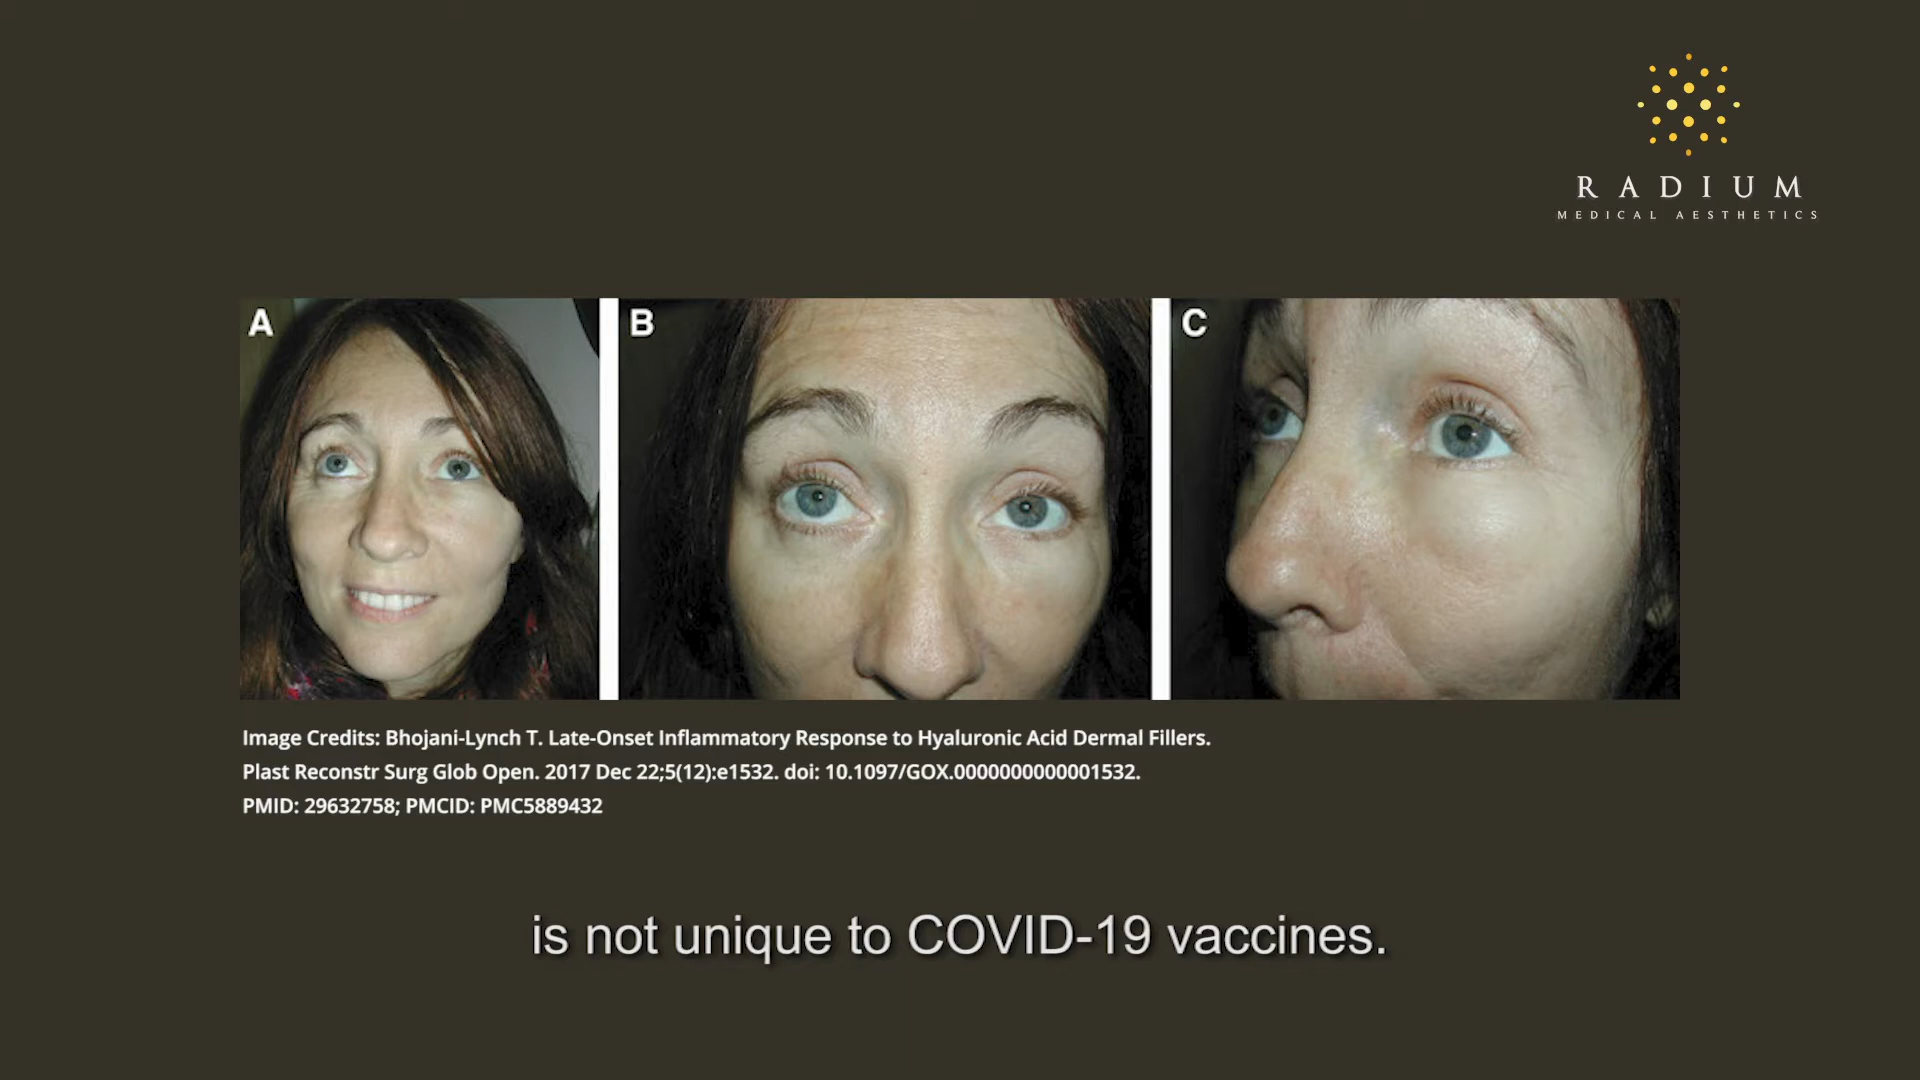 RADIUM
MEDICAL AESTHETICS
A
B
C
Image Credits: Bhojani-Lynch T. Late-Onset Inflammatory Response to Hyaluronic Acid Dermal Fillers.
Plast Reconstr Surg Glob Open. 2017 Dec 22;5(12):e1532. doi: 10.1097/GOX.0000000000001532.
PMID: 29632758; PMCID: PMC5889432
is not unique to COVID-19 vaccines.